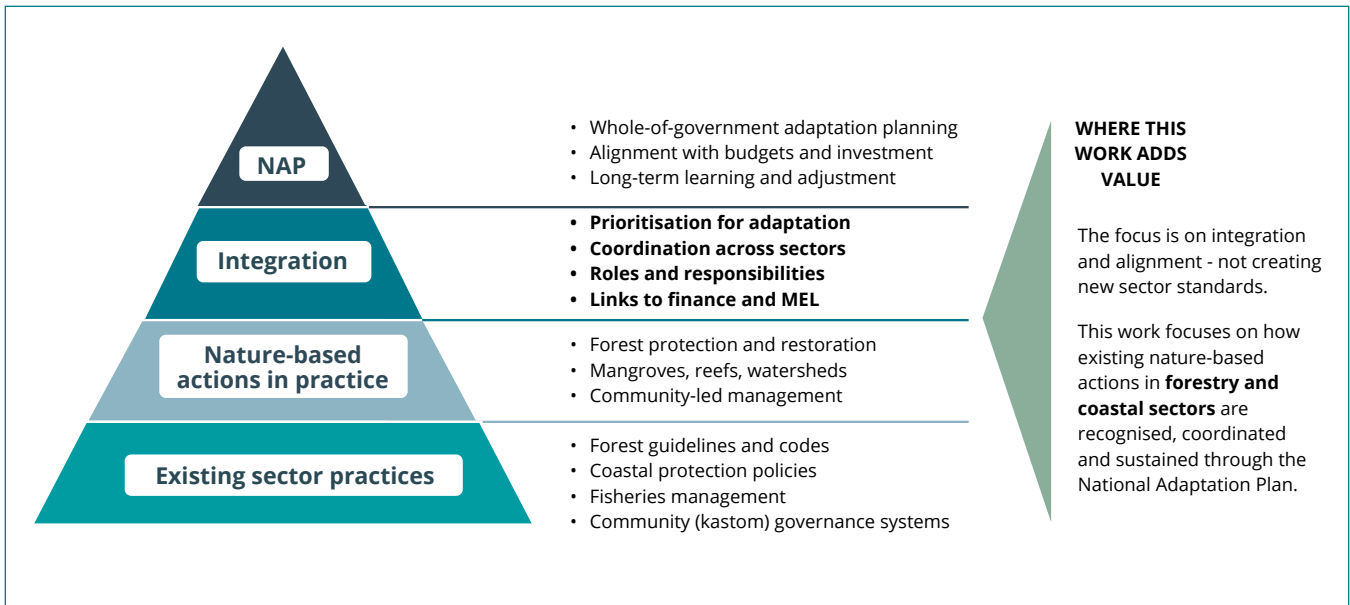 NAP
• Whole-of-government adaptation planning
• Alignment with budgets and investment
• Long-term learning and adjustment
Integration
• Prioritisation for adaptation
• Coordination across sectors
• Roles and responsibilities
• Links to finance and MEL
Nature-based
actions in practice
• Forest protection and restoration
• Mangroves, reefs, watersheds
• Community-led management
Existing sector practices
• Forest guidelines and codes
• Coastal protection policies
• Fisheries management
• Community (kastom) governance systems
WHERE THIS
WORK ADDS
VALUE
The focus is on integration
and alignment - not creating
new sector standards.
This work focuses on how
existing nature-based
actions in forestry and
coastal sectors are
recognised, coordinated
and sustained through the
National Adaptation Plan.